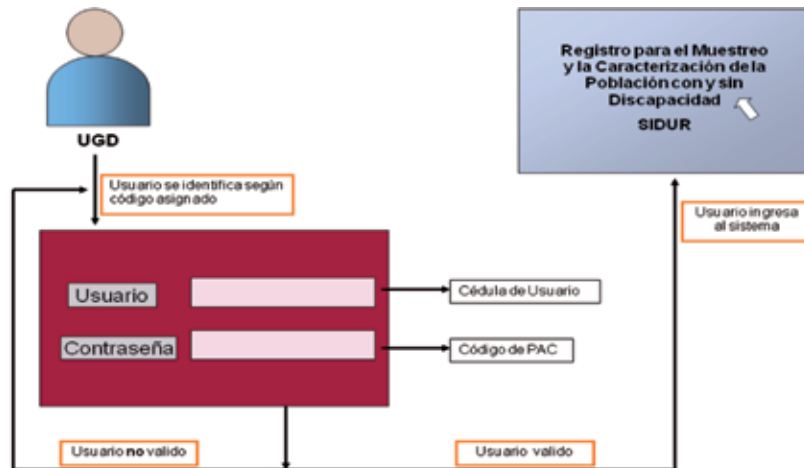 Registro para el Muestreo
y la Caracterización de la
Población con y sin
Discapacidad
SIDUR
UGD
Usuario se identifica según
código asignado
Usuario ingresa
al sistema
Usuario
Cédula de Usuario
Contraseña
Código de PAC
Usuario no valido
Usuario valido